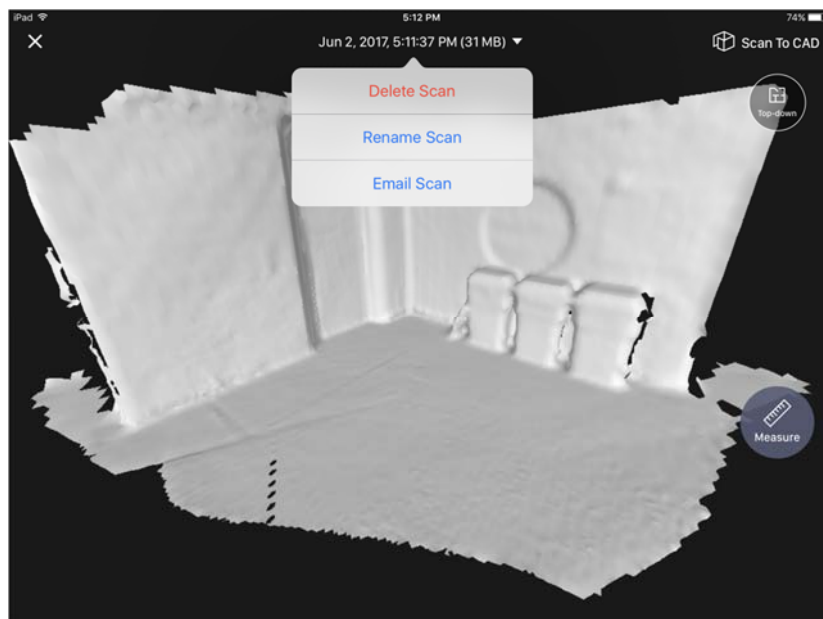 iPad 5:12 PM 74%
Jun 2, 2017, 5:11:37 PM (31 MB) Scan To CAD
Delete Scan
Top-down
Rename Scan
Email Scan
Measure